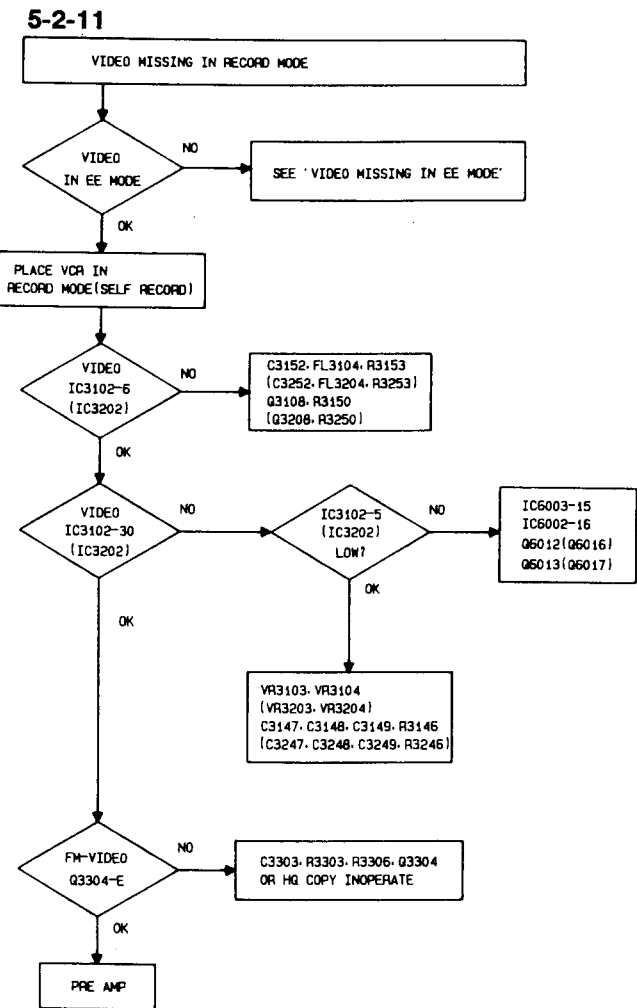 5-2-11
VIDEO MISSING IN RECORD MODE
VIDEO
IN EE MODE
NO
SEE 'VIDEO MISSING IN EE MODE'
OK
PLACE VCR IN
RECORD MODE(SELF RECORD)
VIDEO
IC3102-6
(IC3202)
NO
C3152, FL3104, R3153
(C3252, FL3204, R3253)
Q3108, R3150
(Q3208, R3250)
OK
VIDEO
IC3102-30
(IC3202)
NO
IC3102-5
(IC3202)
LOW?
NO
IC6003-15
IC6002-16
Q6012(Q6016)
Q6013(Q6017)
OK
OK
VR3103, VR3104
(VR3203, VR3204)
C3147, C3148, C3149, R3146
(C3247, C3248, C3249, R3246)
FM-VIDEO
Q3304-E
NO
C3303, R3303, R3306, Q3304
OR HQ COPY INOPERATE
OK
PRE AMP